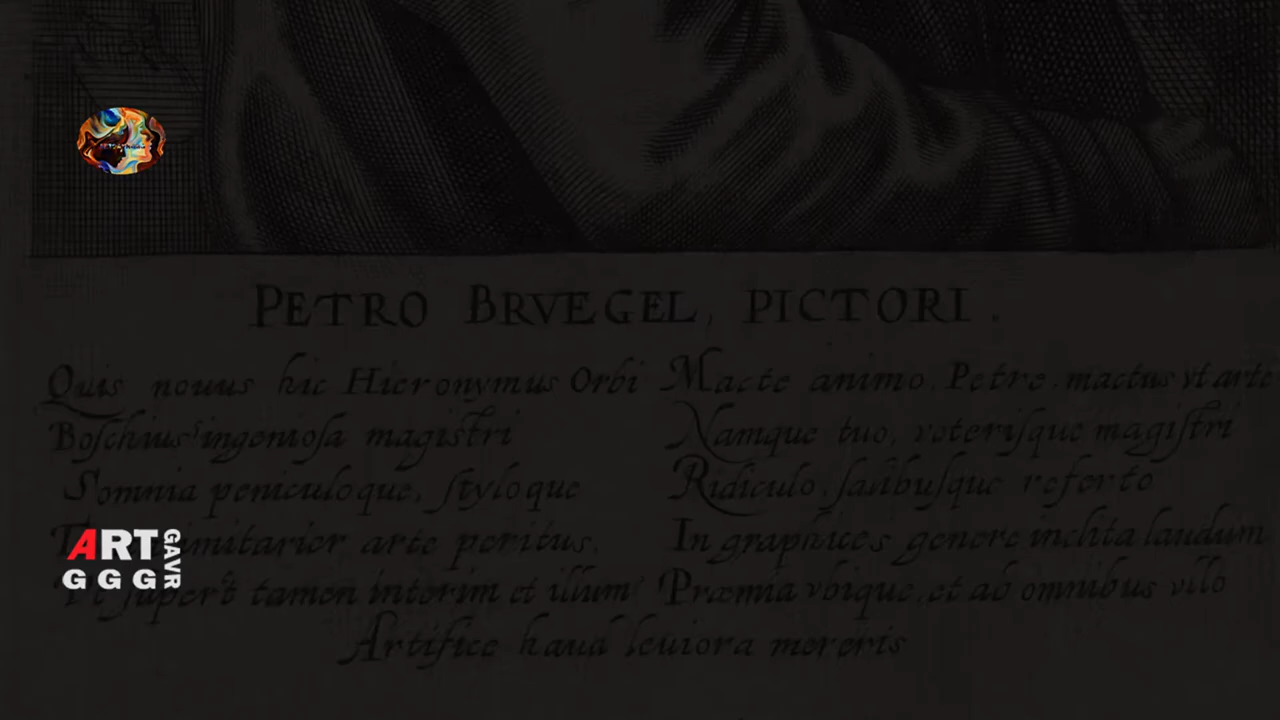 PETRO BRVEGEL, PICTORI.
Quis nouus hic Hieronymus Orbi
Boſchius? ingenioſa magiſtri
Somnia peniculoque, ſtyloque
imitarier arte peritus,
ſuperet tamen interim et illum
Macte animo, Petre, mactus vt arte
Namque tuo, veteriſque magiſtri
Ridiculo, ſalibuſque referto
In graphices genere inclita laudum
Præmia vbique, et ab omnibus vllo
Artifice haud leuiora mereris
ART GAVR
GGG